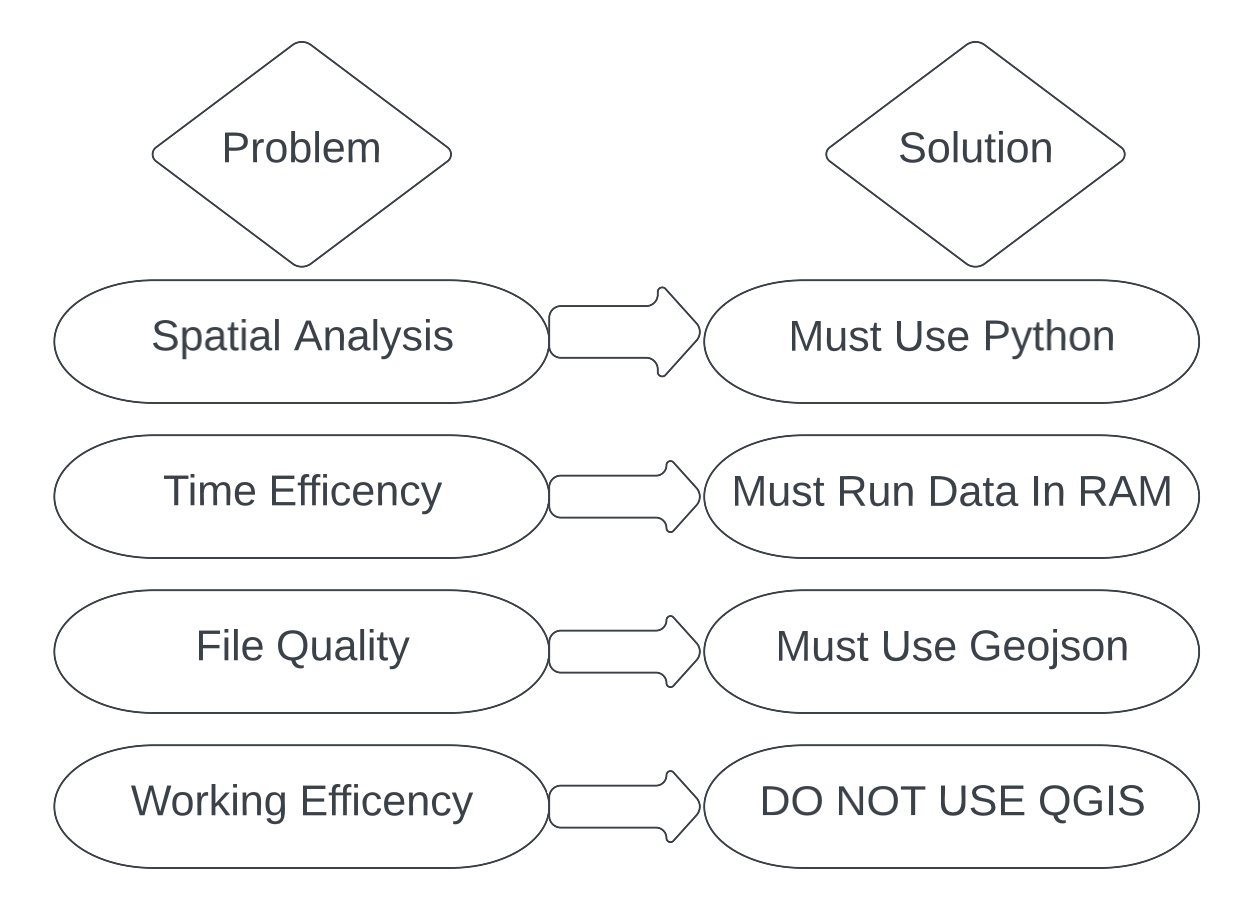 Problem
Solution
Spatial Analysis
Must Use Python
Time Efficency
Must Run Data In RAM
File Quality
Must Use Geojson
Working Efficency
DO NOT USE QGIS